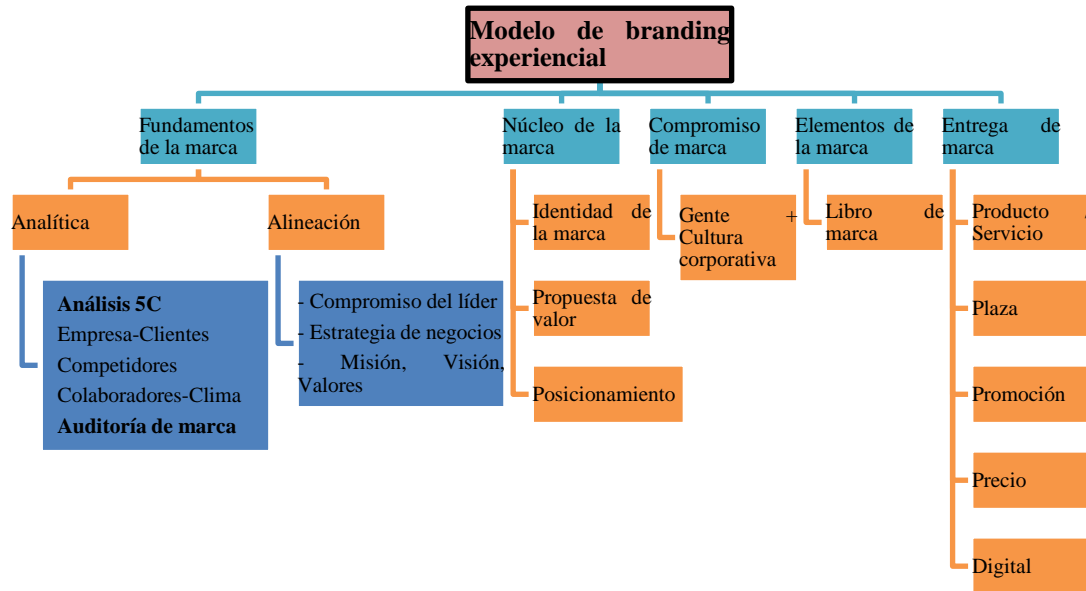 Modelo de branding
experiencial
Fundamentos
de la marca
Núcleo de la
marca
Compromiso
de marca
Elementos de
la marca
Entrega de
marca
Analítica
Alineación
Análisis 5C
Empresa-Clientes
Competidores
Colaboradores-Clima
Auditoría de marca
- Compromiso del líder
- Estrategia de negocios
- Misión, Visión,
Valores
Identidad de
la marca
Propuesta de
valor
Posicionamiento
Gente +
Cultura
corporativa
Libro de
marca
Producto
Servicio
Plaza
Promoción
Precio
Digital